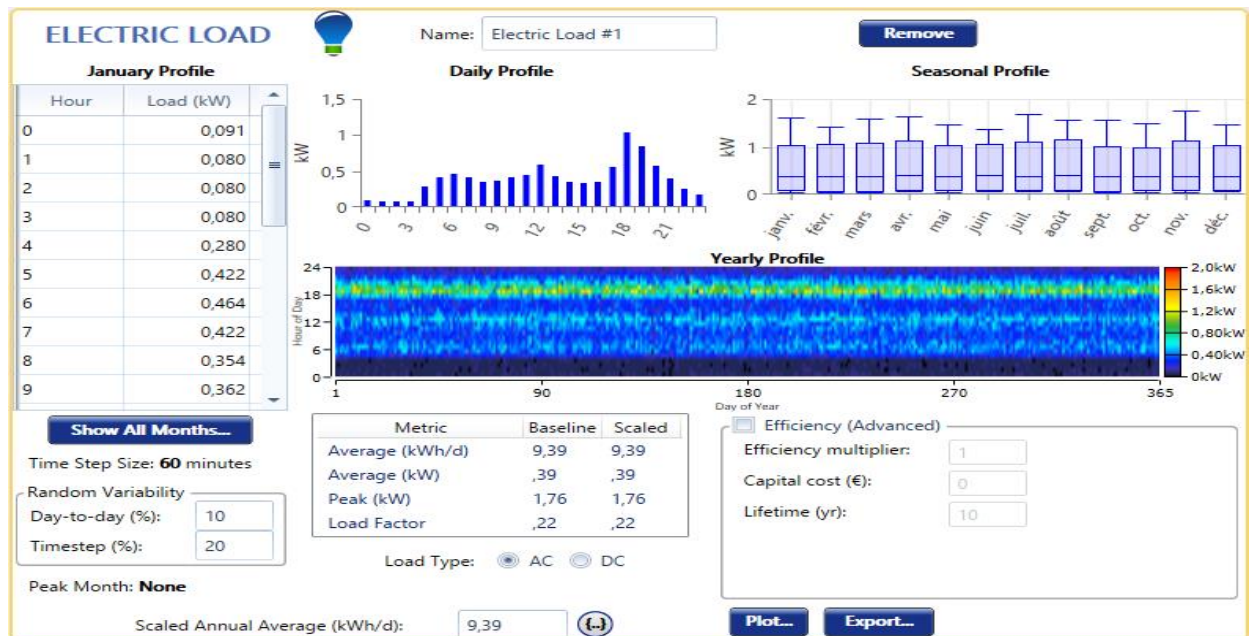 ELECTRIC LOAD
Name: Electric Load #1
Remove
January Profile
Hour Load (kW)
0 0,091
1 0,080
2 0,080
3 0,080
4 0,280
5 0,422
6 0,464
7 0,422
8 0,354
9 0,362
Daily Profile
kW
1,5
1
0,5
0
0 3 6 9 12 15 18 21
Seasonal Profile
kW
2
1
0
janv. févr. mars avr. mai juin juil. août sept. oct. nov. déc.
Yearly Profile
Hour of Day
24
18
12
6
0
1 90 180 270 365
Day of Year
2,0kW
1,6kW
1,2kW
0,80kW
0,40kW
0kW
Show All Months...
Time Step Size: 60 minutes
Random Variability
Day-to-day (%): 10
Timestep (%): 20
Peak Month: None
Metric Baseline Scaled
Average (kWh/d) 9,39 9,39
Average (kW) ,39 ,39
Peak (kW) 1,76 1,76
Load Factor ,22 ,22
Load Type: AC DC
Scaled Annual Average (kWh/d): 9,39 {..}
Efficiency (Advanced)
Efficiency multiplier: 1
Capital cost (€): 0
Lifetime (yr): 10
Plot... Export...